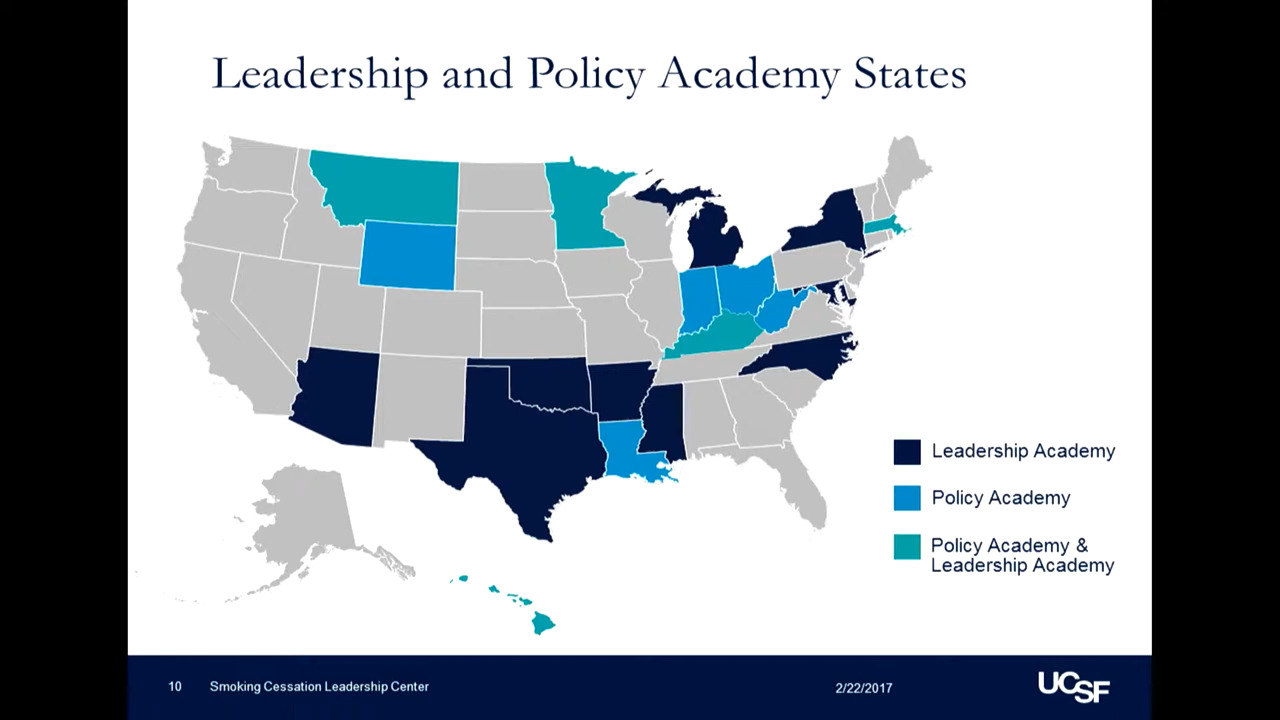 Leadership and Policy Academy States
Leadership Academy
Policy Academy
Policy Academy &
Leadership Academy
10 Smoking Cessation Leadership Center 2/22/2017 UCSF